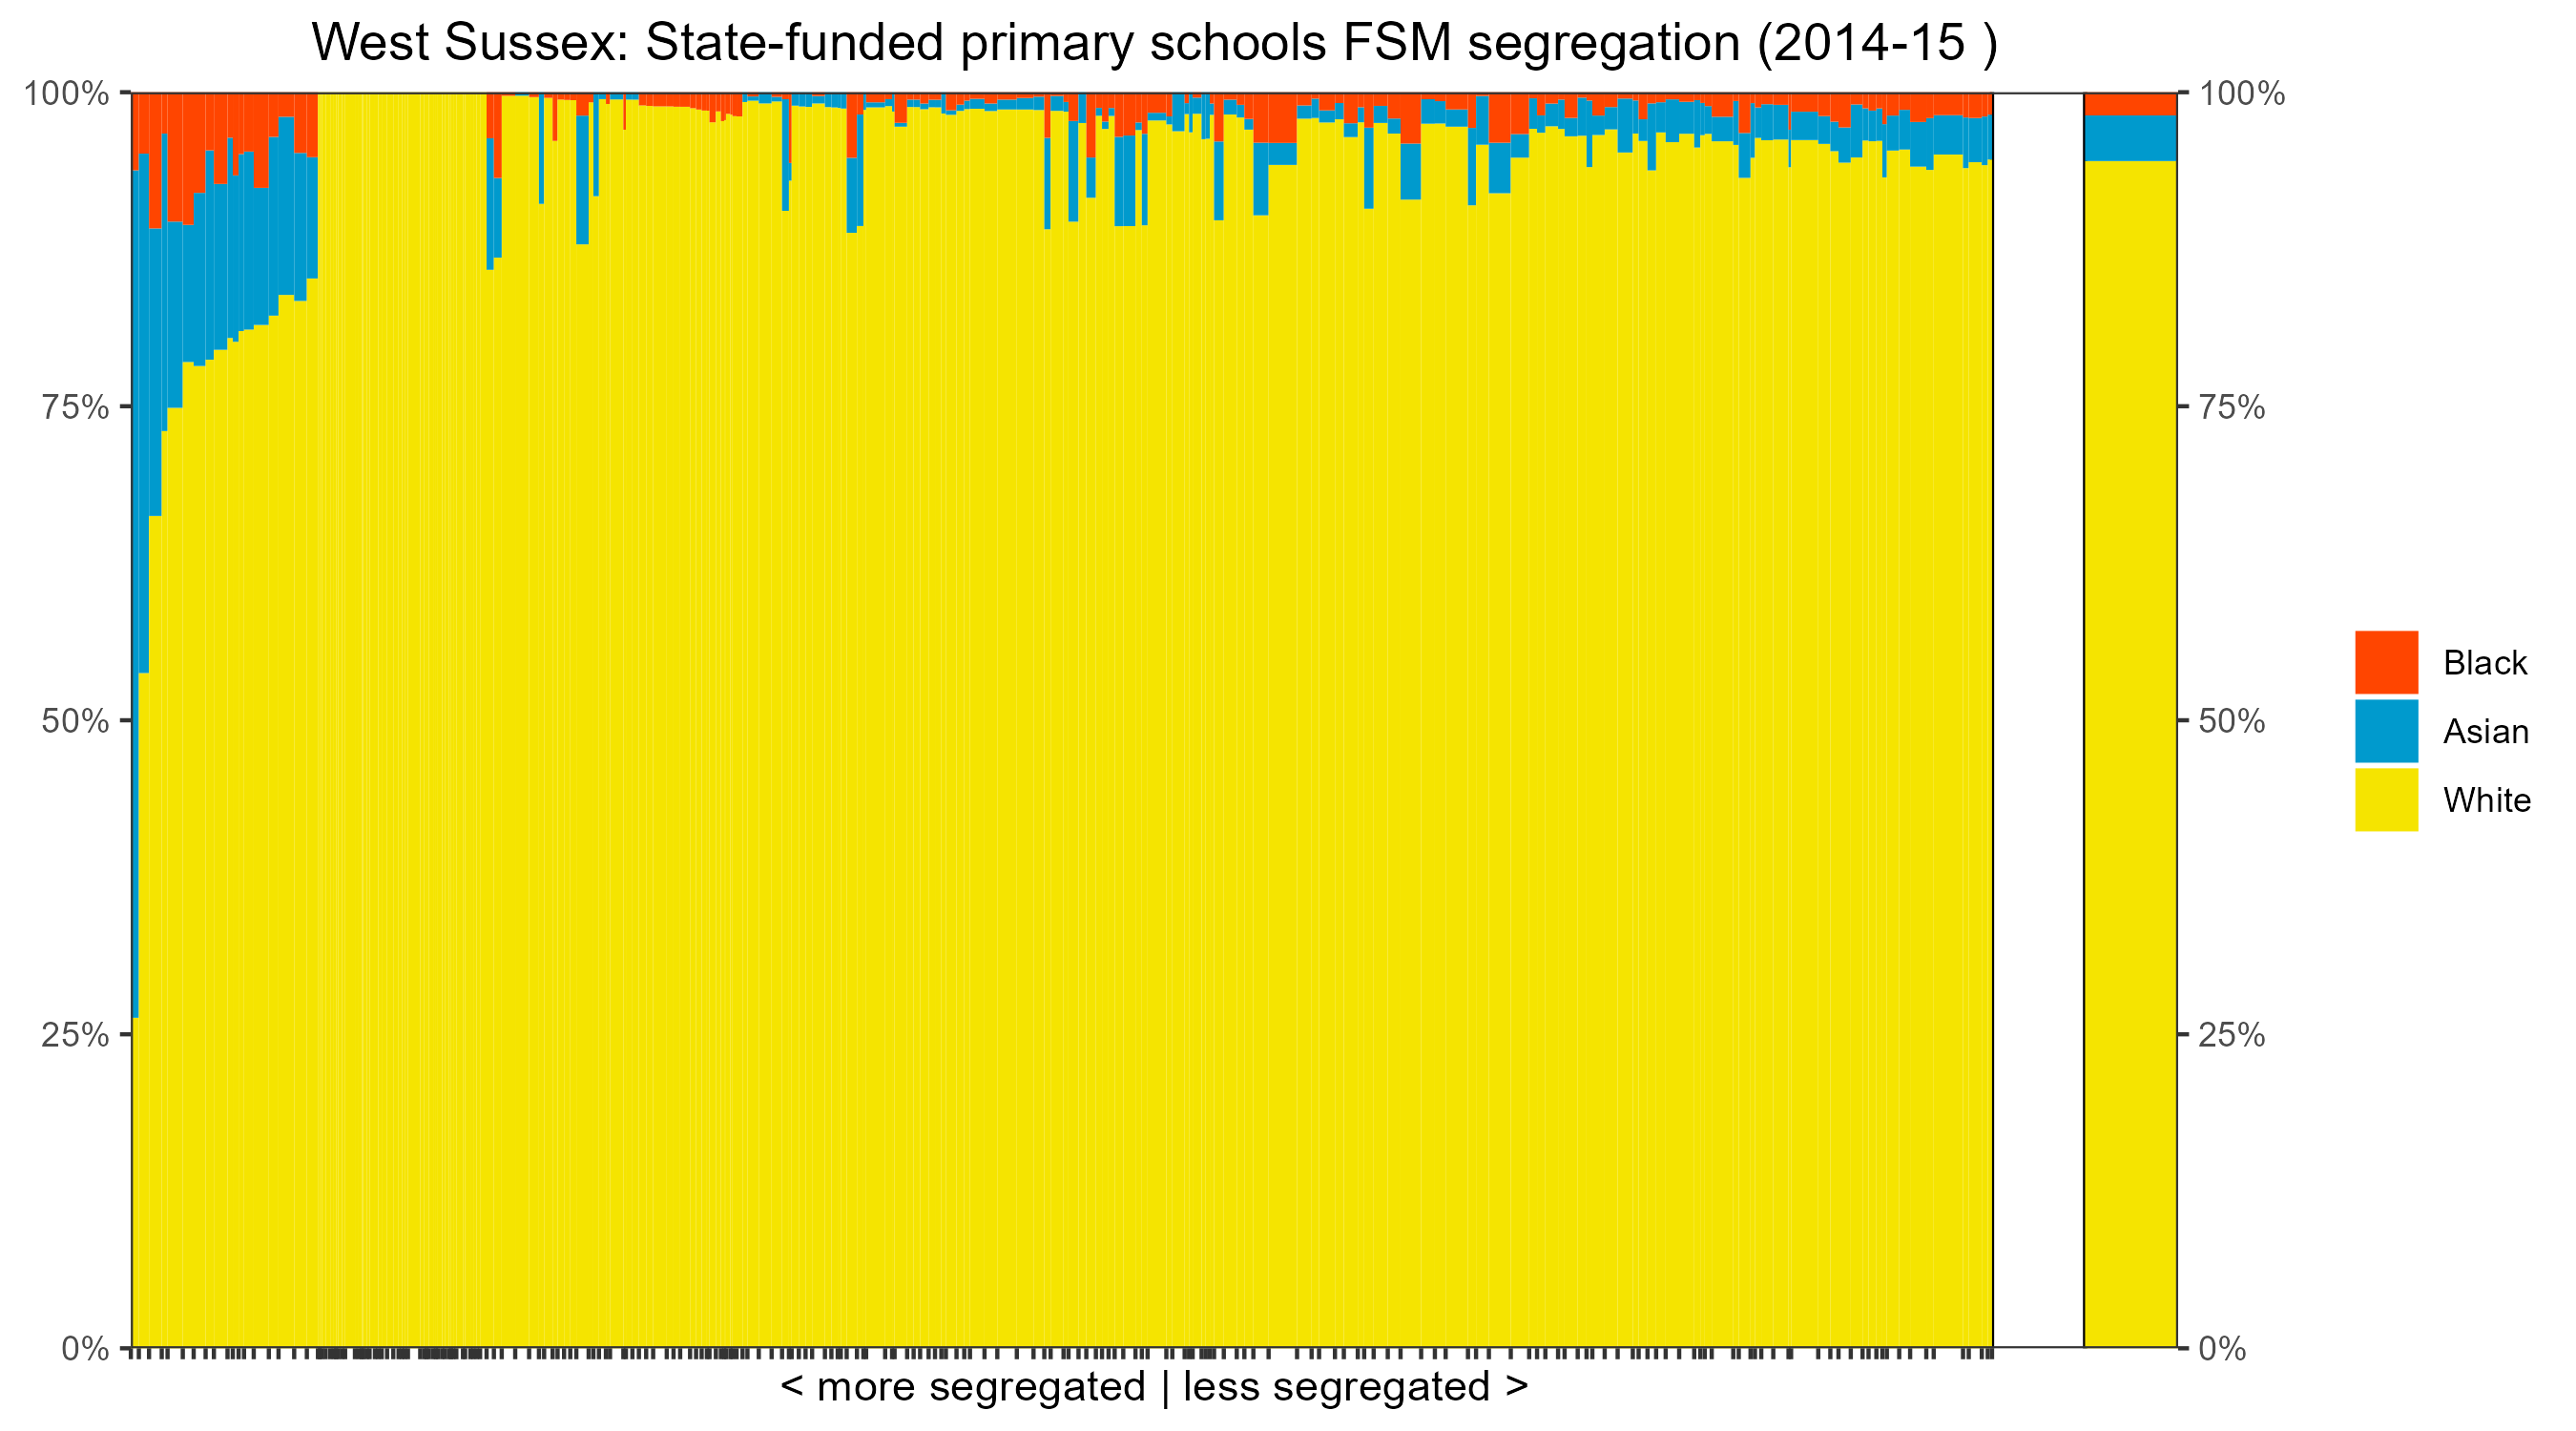 West Sussex: State-funded primary schools FSM segregation (2014-15 )
100%
75%
50%
25%
0%
100%
75%
50%
25%
0%
Black
Asian
White
< more segregated | less segregated >